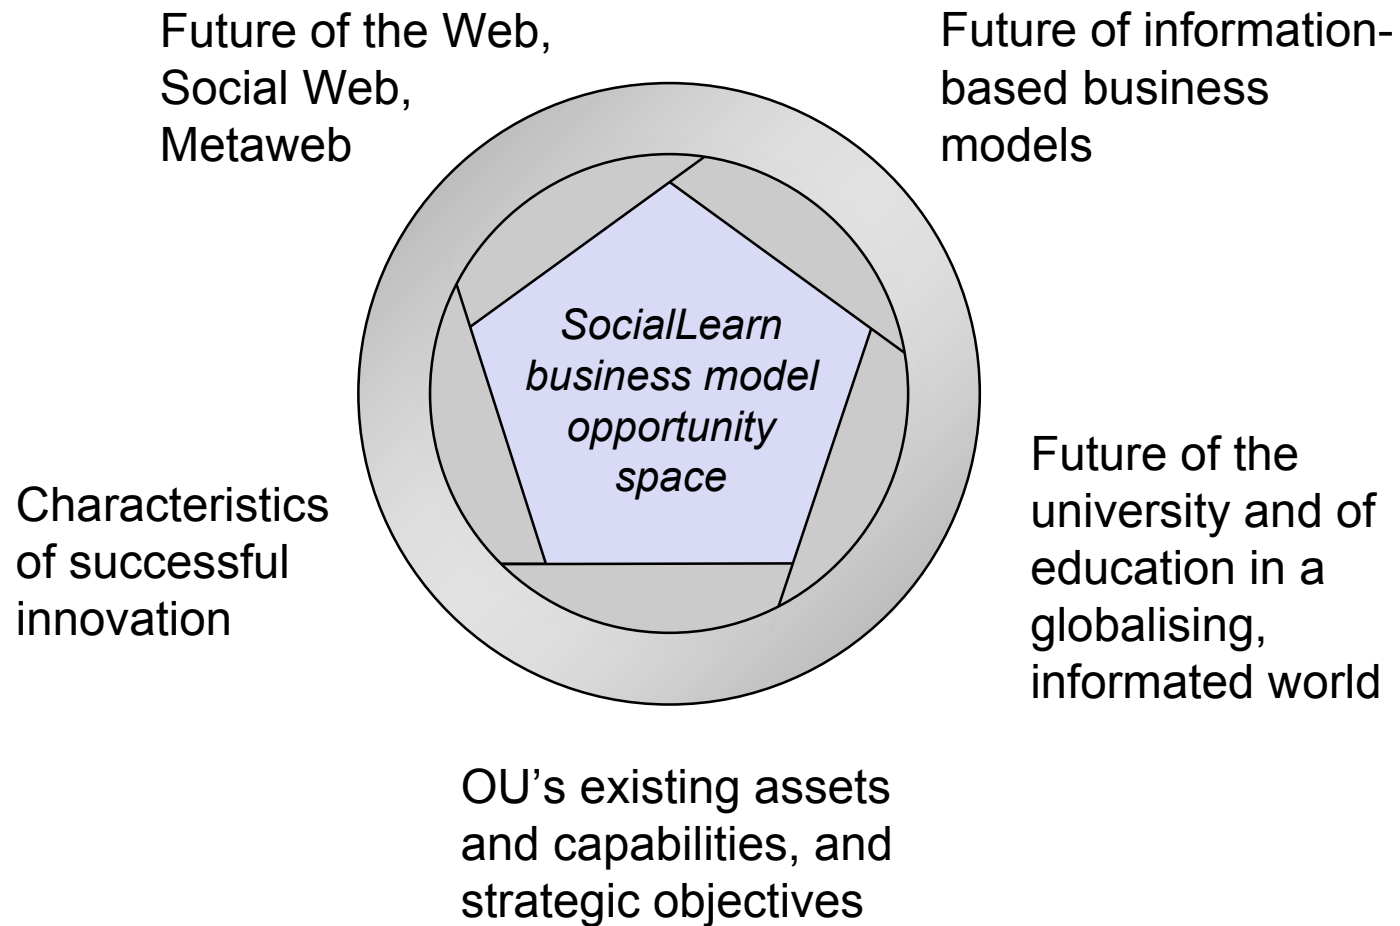 Future of the Web,
Social Web,
Metaweb
Future of information-
based business
models
SocialLearn
business model
opportunity
space
Characteristics
of successful
innovation
Future of the
university and of
education in a
globalising,
informated world
OU’s existing assets
and capabilities, and
strategic objectives